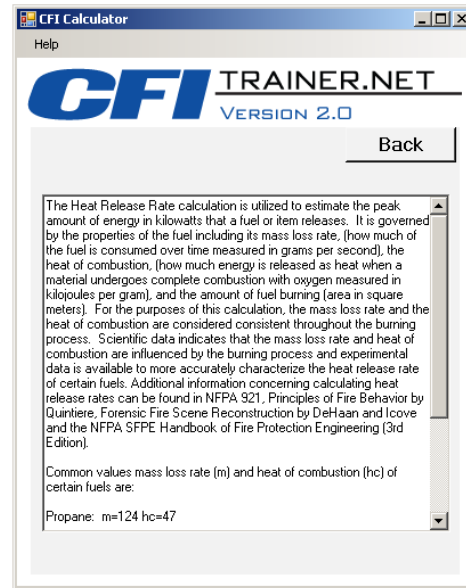 CFI Calculator
Help
CFI TRAINER.NET
VERSION 2.0
Back
The Heat Release Rate calculation is utilized to estimate the peak
amount of energy in kilowatts that a fuel or item releases.  It is governed
by the properties of the fuel including its mass loss rate, (how much of
the fuel is consumed over time measured in grams per second), the
heat of combustion, (how much energy is released as heat when a
material undergoes complete combustion with oxygen measured in
kilojoules per gram), and the amount of fuel burning (area in square
meters).  For the purposes of this calculation, the mass loss rate and the
heat of combustion are considered consistent throughout the burning
process.  Scientific data indicates that the mass loss rate and heat of
combustion are influenced by the burning process and experimental
data is available to more accurately characterize the heat release rate
of certain fuels. Additional information concerning calculating heat
release rates can be found in NFPA 921, Principles of Fire Behavior by
Quintiere, Forensic Fire Scene Reconstruction by DeHaan and Icove
and the NFPA SFPE Handbook of Fire Protection Engineering (3rd
Edition).
Common values mass loss rate (m) and heat of combustion (hc) of
certain fuels are:
Propane:  m=124 hc=47